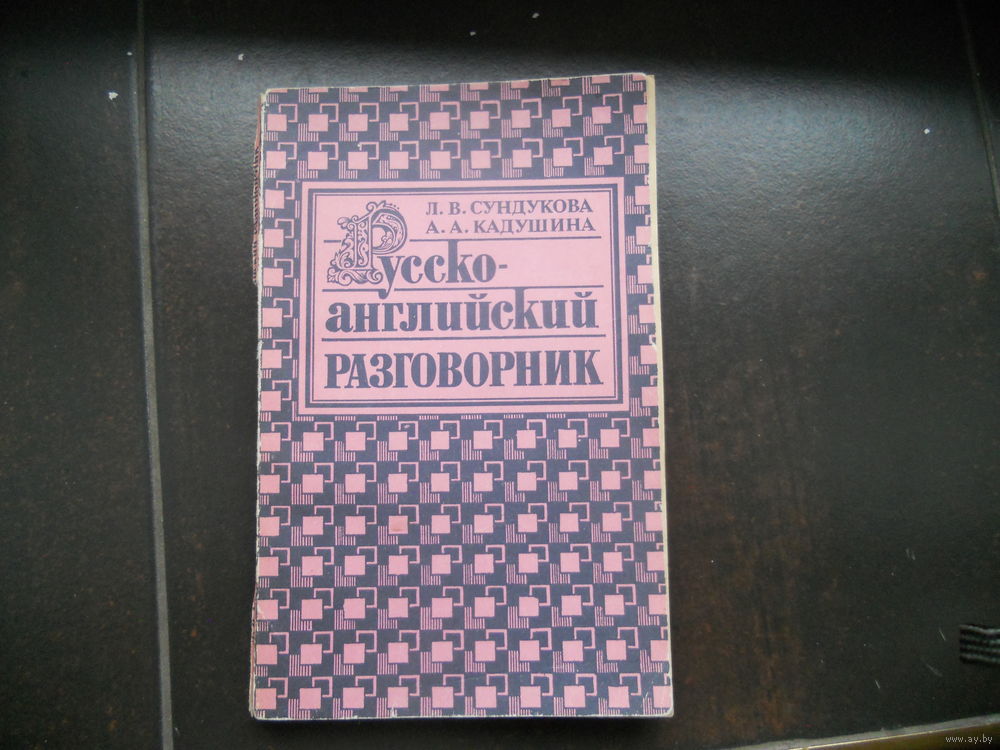 Л. В. СУНДУКОВА
А. А. КАДУШИНА
Русско-
английский
РАЗГОВОРНИК
www.ay.by